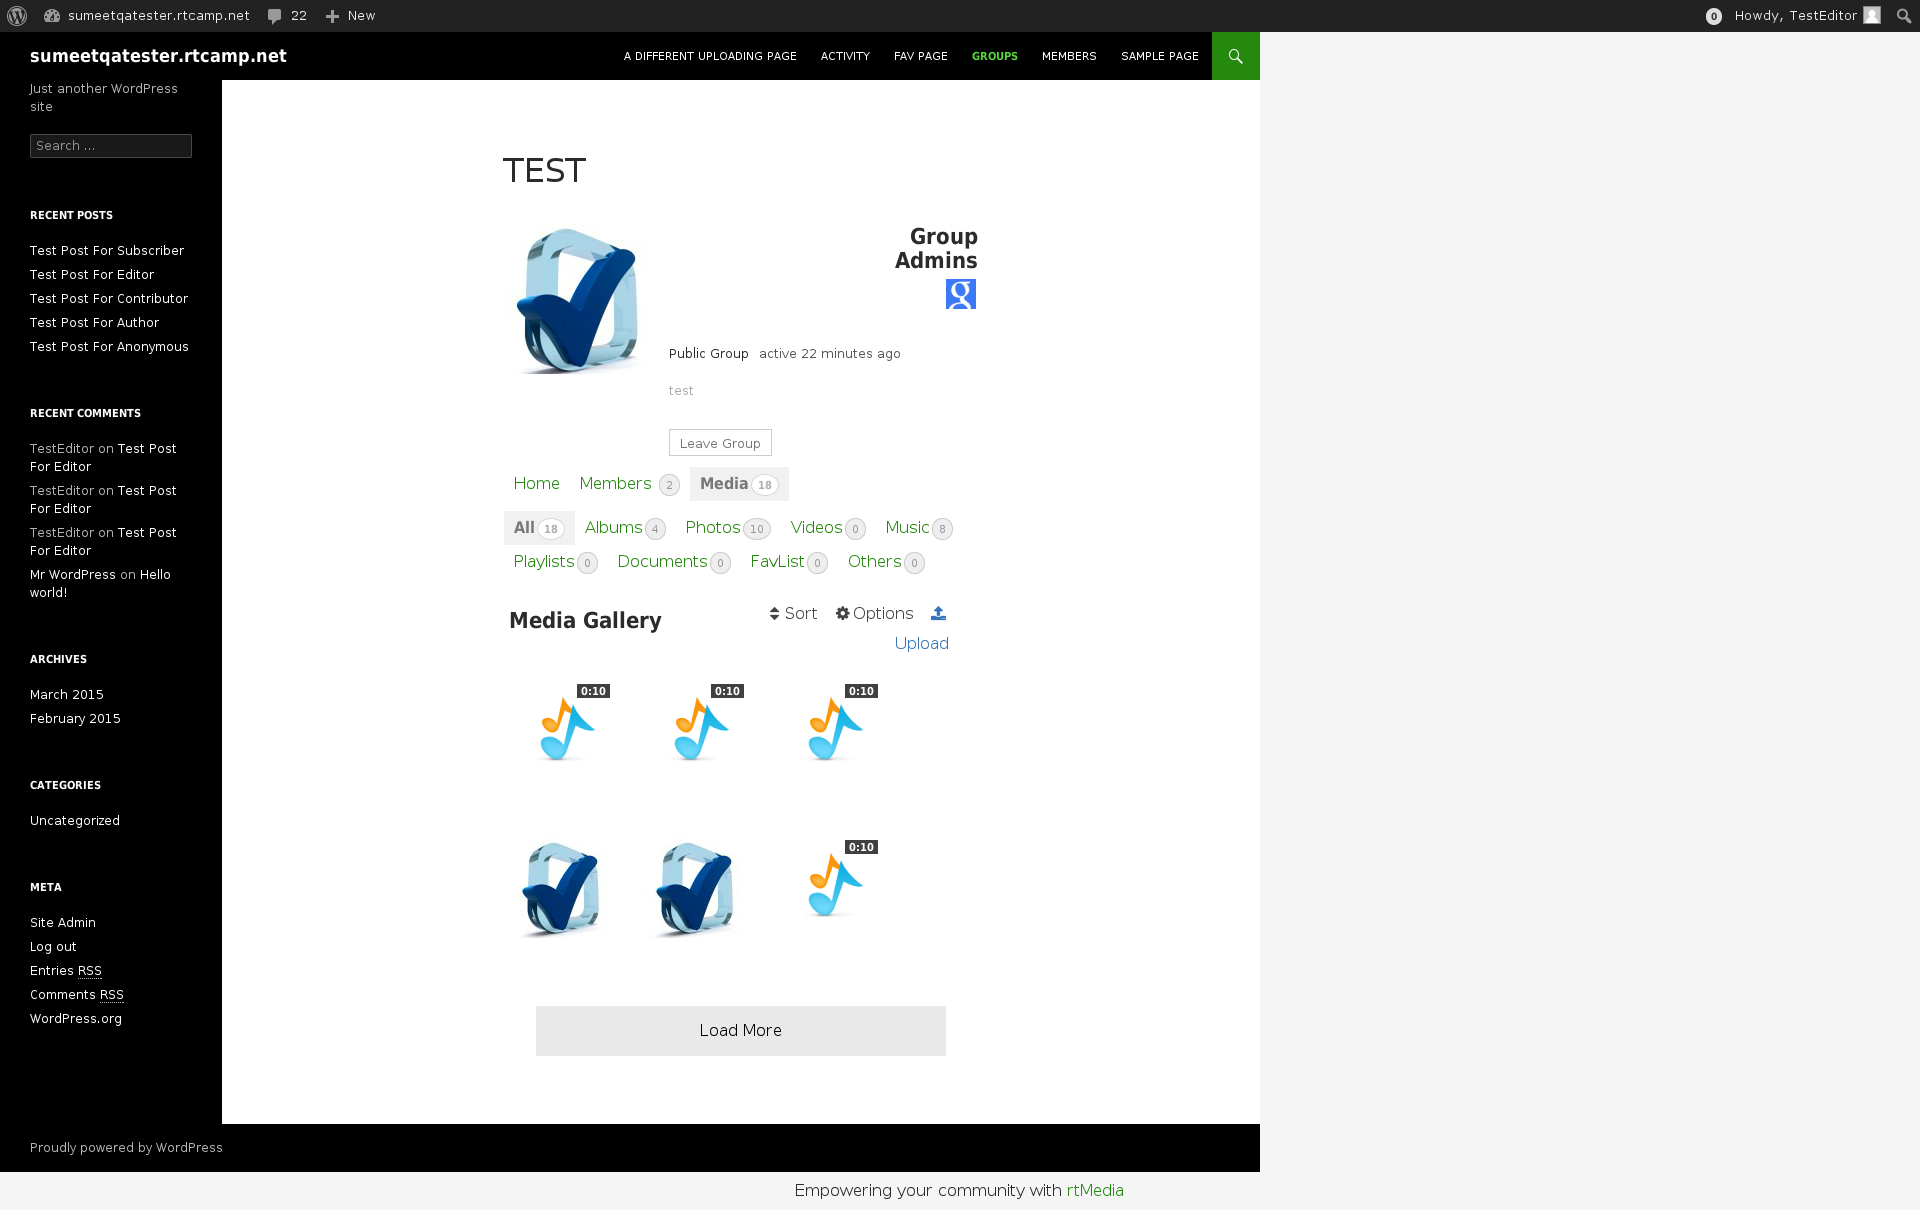 sumeetqatester.rtcamp.net 22 New 0 Howdy, TestEditor
sumeetqatester.rtcamp.net A DIFFERENT UPLOADING PAGE ACTIVITY FAV PAGE GROUPS MEMBERS SAMPLE PAGE
Just another WordPress
site
Search ...
RECENT POSTS
Test Post For Subscriber
Test Post For Editor
Test Post For Contributor
Test Post For Author
Test Post For Anonymous
RECENT COMMENTS
TestEditor on Test Post
For Editor
TestEditor on Test Post
For Editor
TestEditor on Test Post
For Editor
Mr WordPress on Hello
world!
ARCHIVES
March 2015
February 2015
CATEGORIES
Uncategorized
META
Site Admin
Log out
Entries RSS
Comments RSS
WordPress.org
TEST
Group
Admins
g
Public Group active 22 minutes ago
test
Leave Group
Home Members 2 Media 18
All 18 Albums 4 Photos 10 Videos 0 Music 8
Playlists 0 Documents 0 FavList 0 Others 0
Media Gallery Sort Options
Upload
0:10 0:10 0:10
0:10
Load More
Proudly powered by WordPress
Empowering your community with rtMedia